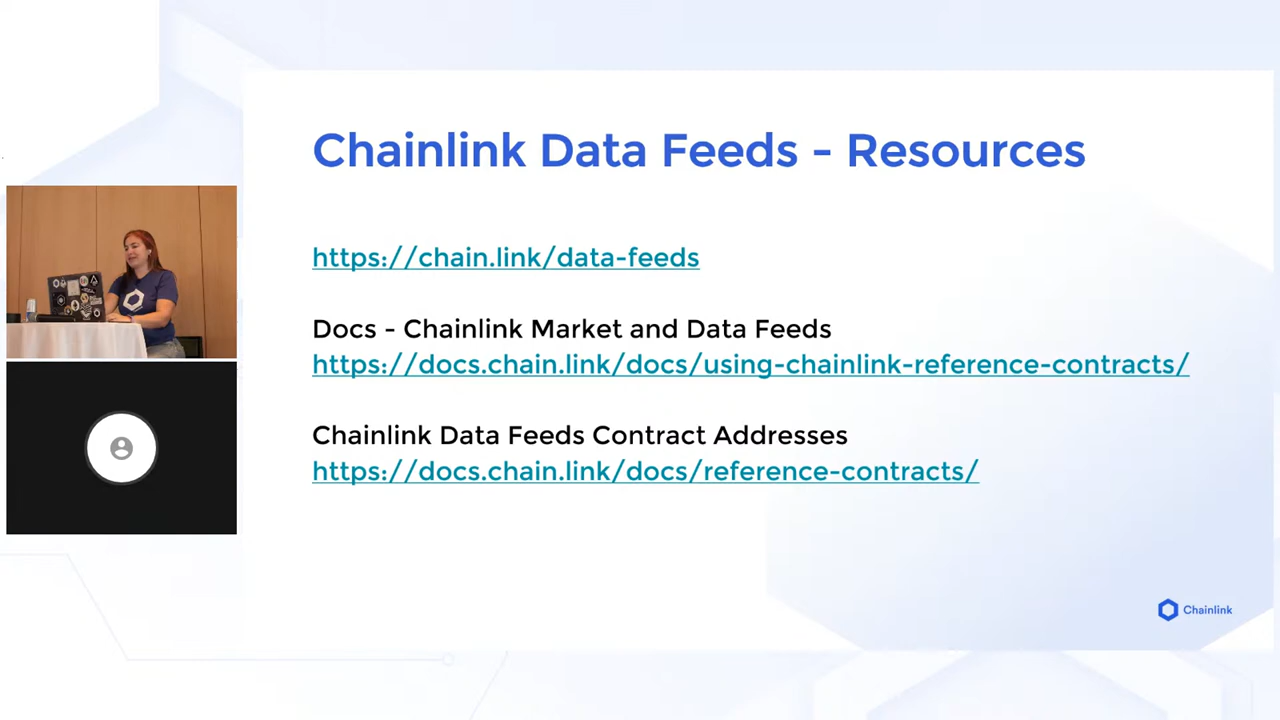 Chainlink Data Feeds - Resources
https://chain.link/data-feeds
Docs - Chainlink Market and Data Feeds
https://docs.chain.link/docs/using-chainlink-reference-contracts/
Chainlink Data Feeds Contract Addresses
https://docs.chain.link/docs/reference-contracts/
Chainlink